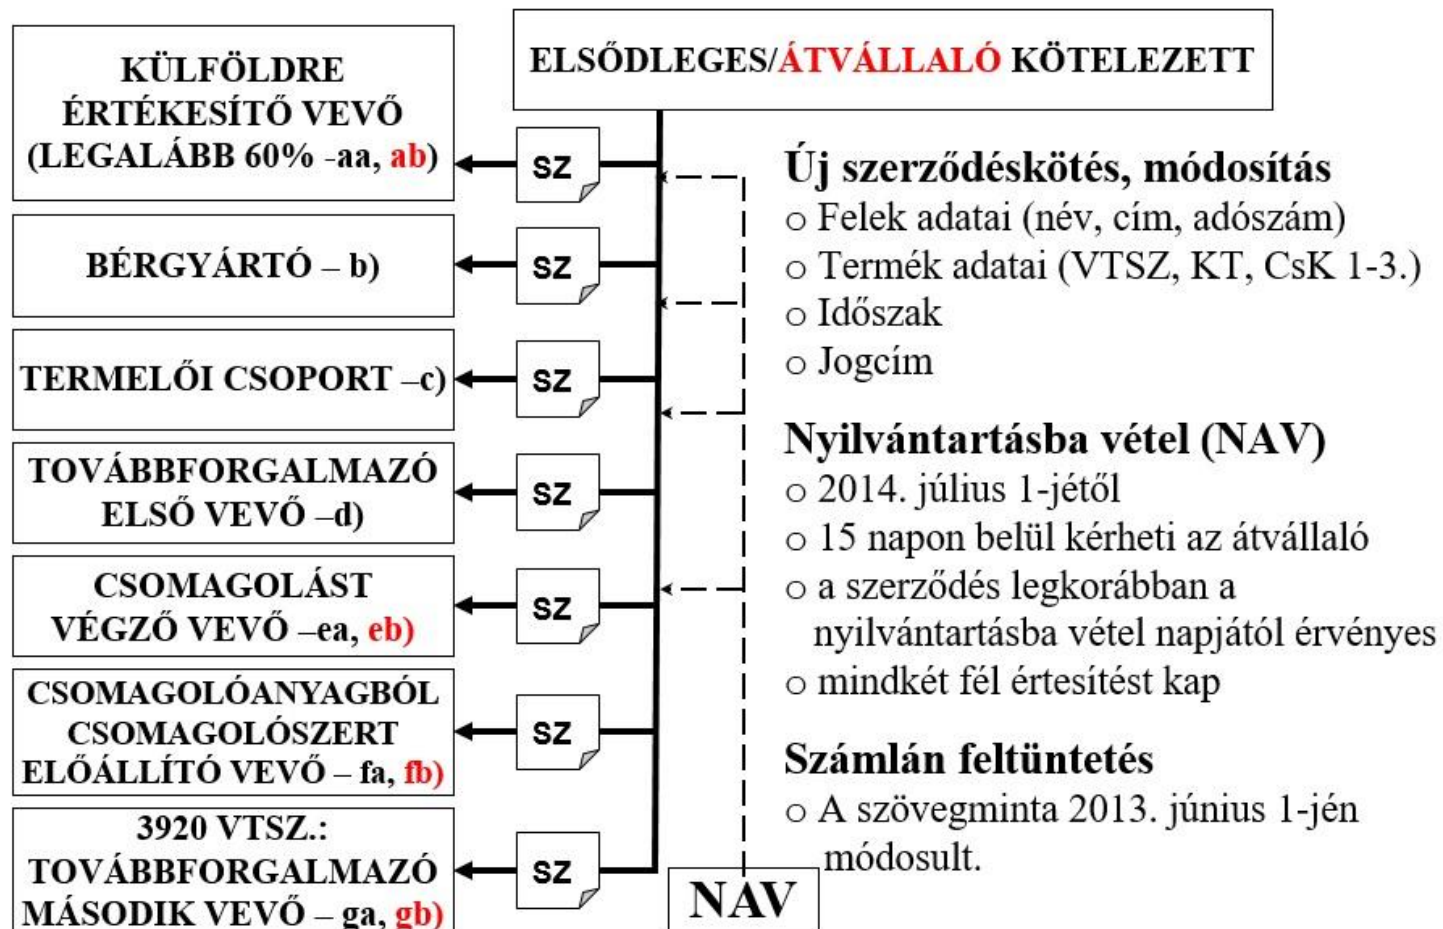 ELSŐDLEGES/ÁTVÁLLALÓ KÖTELEZETT
KÜLFÖLDRE
ÉRTÉKESÍTŐ VEVŐ
(LEGALÁBB 60% -aa, ab)
SZ
BÉRGYÁRTÓ – b)
SZ
TERMELŐI CSOPORT –c)
SZ
TOVÁBBFORGALMAZÓ
ELSŐ VEVŐ –d)
SZ
CSOMAGOLÁST
VÉGZŐ VEVŐ –ea, eb)
SZ
CSOMAGOLÓANYAGBÓL
CSOMAGOLÓSZERT
ELŐÁLLÍTÓ VEVŐ – fa, fb)
SZ
3920 VTSZ.:
TOVÁBBFORGALMAZÓ
MÁSODIK VEVŐ – ga, gb)
SZ
NAV
Új szerződéskötés, módosítás
o Felek adatai (név, cím, adószám)
o Termék adatai (VTSZ, KT, CsK 1-3.)
o Időszak
o Jogcím
Nyilvántartásba vétel (NAV)
o 2014. július 1-jétől
o 15 napon belül kérheti az átvállaló
o a szerződés legkorábban a
nyilvántartásba vétel napjától érvényes
o mindkét fél értesítést kap
Számlán feltüntetés
o A szövegminta 2013. június 1-jén
módosult.